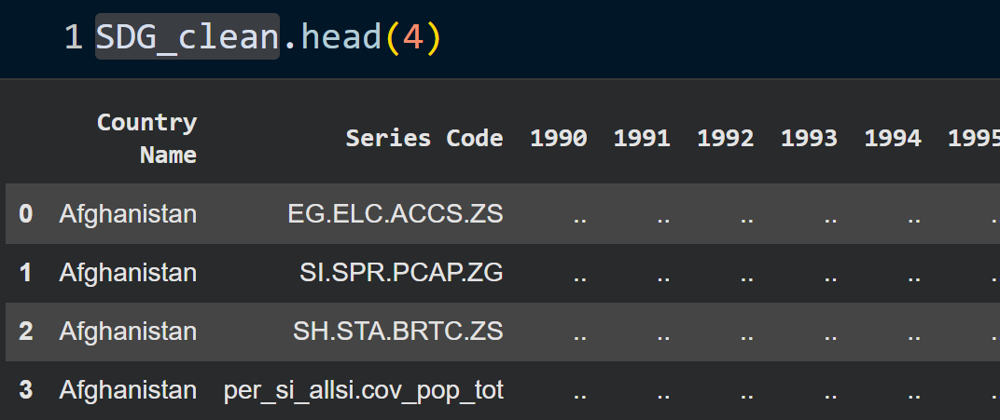 1 SDG_clean.head(4)
Country Name Series Code 1990 1991 1992 1993 1994 1995
0 Afghanistan EG.ELC.ACCS.ZS .. .. .. .. .. .
1 Afghanistan SI.SPR.PCAP.ZG .. .. .. .. .. .
2 Afghanistan SH.STA.BRTC.ZS .. .. .. .. .. .
3 Afghanistan per_si_allsi.cov_pop_tot .. .. .. .. .. .